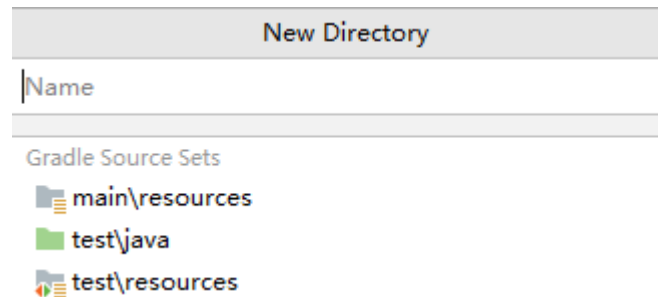 New Directory
Name
Gradle Source Sets
main\resources
test\java
test\resources